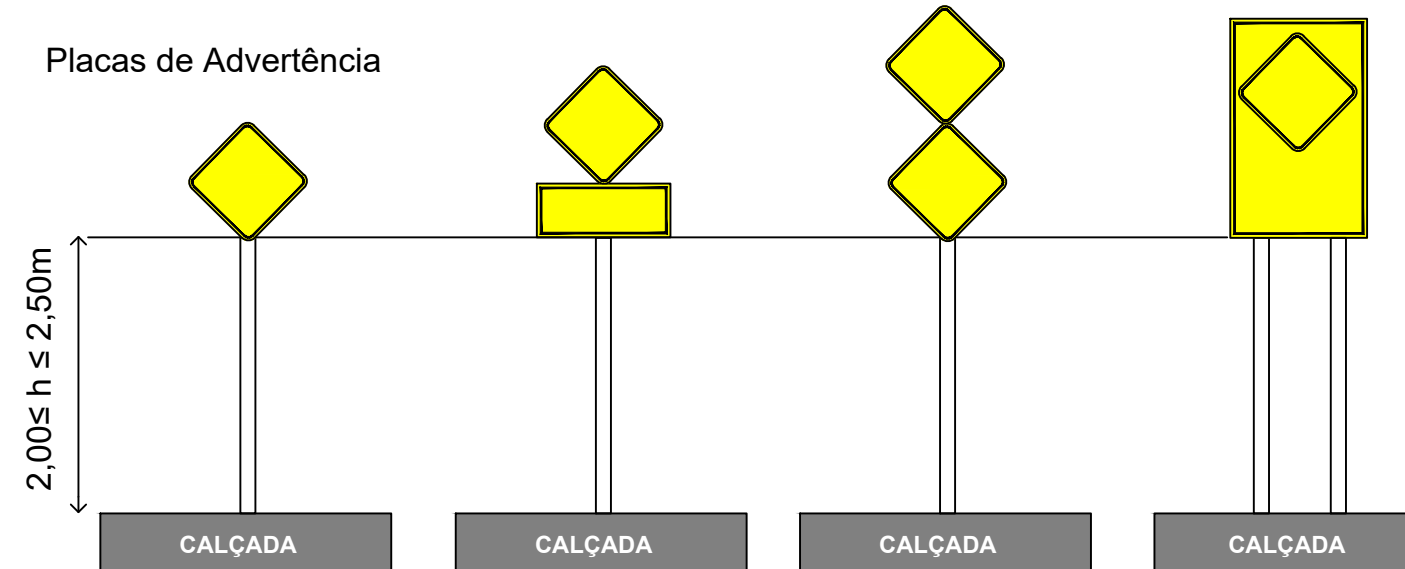 Placas de Advertência
2,00≤ h ≤ 2,50m
CALÇADA
CALÇADA
CALÇADA
CALÇADA